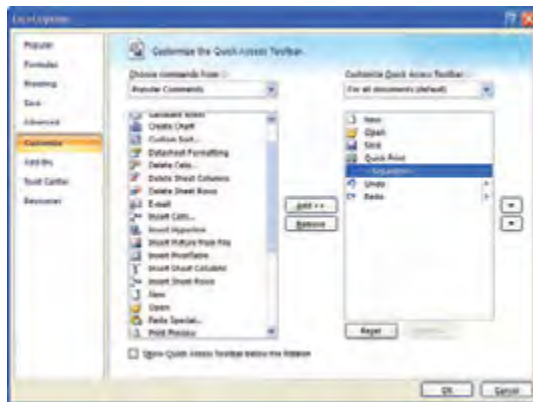 Excel Options
Popular
Formulas
Proofing
Save
Advanced
Customize
Add-Ins
Trust Center
Resources
Customize the Quick Access Toolbar.
Choose commands from:
Popular Commands
Calculate Now
Create Chart
Custom Sort...
Datasheet Formatting
Delete Cells...
Delete Sheet Columns
Delete Sheet Rows
E-mail
Insert Cells...
Insert Hyperlink
Insert Picture from File
Insert PivotTable
Insert Sheet Columns
Insert Sheet Rows
New
Open
Paste Special...
Print Preview
Show Quick Access Toolbar below the Ribbon
Add >>
Remove
Customize Quick Access Toolbar:
For all documents (default)
New
Open
Save
Quick Print
<Separator>
Undo
Redo
Reset
OK
Cancel